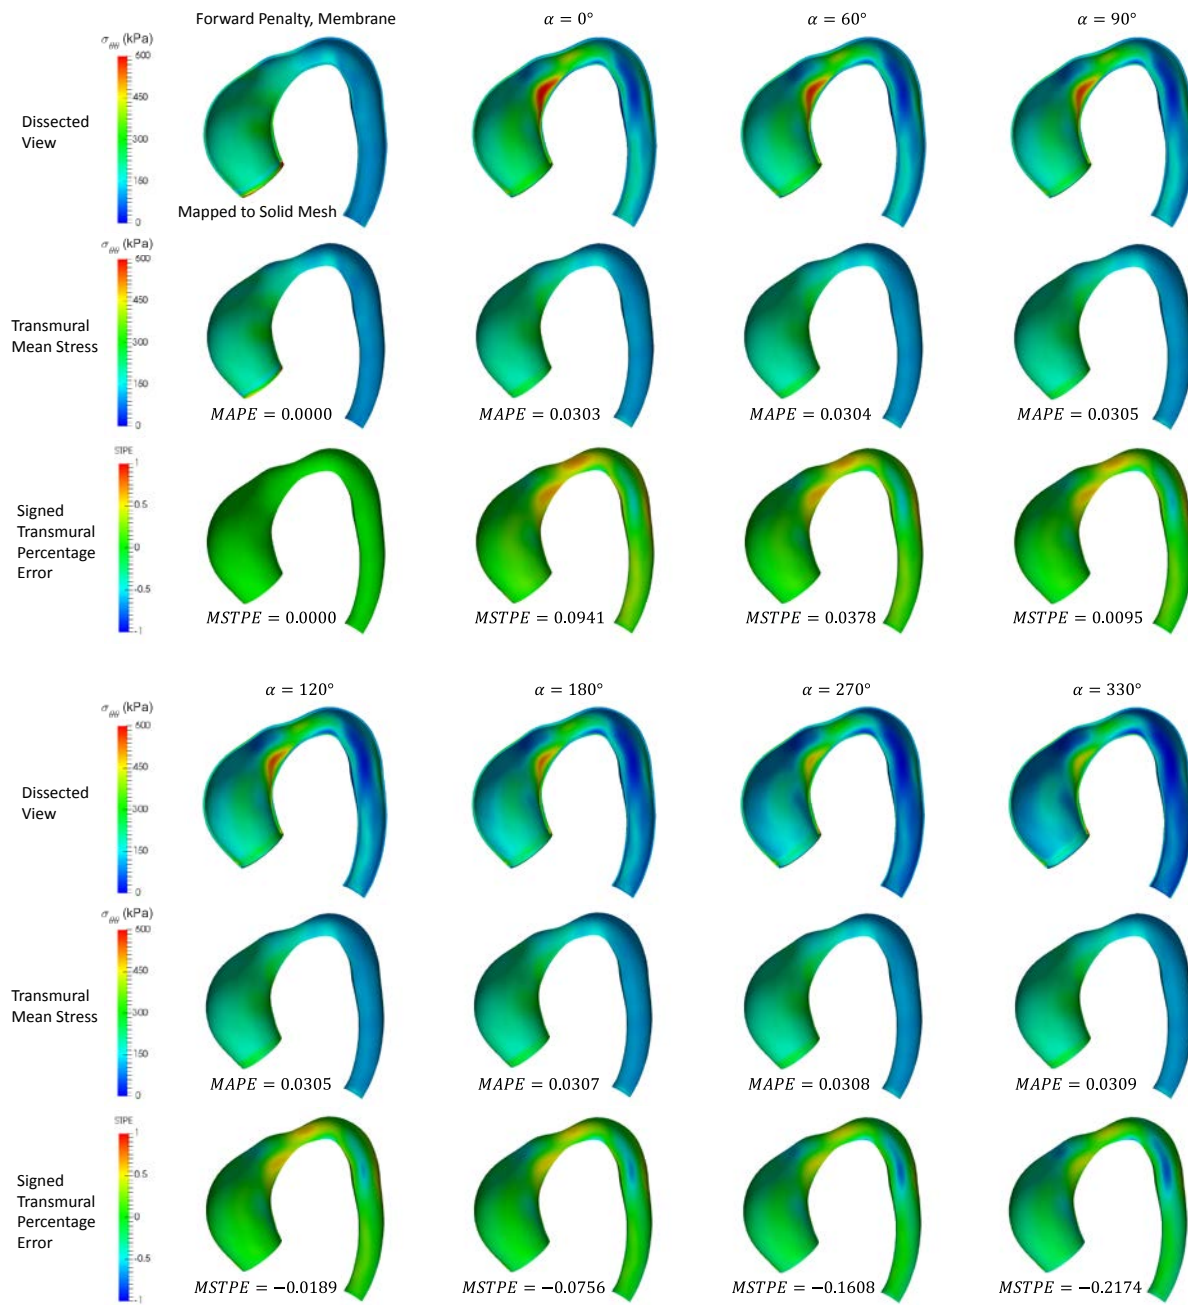 Forward Penalty, Membrane
α = 0°
α = 60°
α = 90°
σ_θθ (kPa)
600
450
300
150
0
Dissected
View
Mapped to Solid Mesh
σ_θθ (kPa)
600
450
300
150
0
Transmural
Mean Stress
MAPE = 0.0000
MAPE = 0.0303
MAPE = 0.0304
MAPE = 0.0305
STPE
1
0.5
0
-0.5
-1
Signed
Transmural
Percentage
Error
MSTPE = 0.0000
MSTPE = 0.0941
MSTPE = 0.0378
MSTPE = 0.0095
α = 120°
α = 180°
α = 270°
α = 330°
σ_θθ (kPa)
600
450
300
150
0
Dissected
View
σ_θθ (kPa)
600
450
300
150
0
Transmural
Mean Stress
MAPE = 0.0305
MAPE = 0.0307
MAPE = 0.0308
MAPE = 0.0309
STPE
1
0.5
0
-0.5
-1
Signed
Transmural
Percentage
Error
MSTPE = −0.0189
MSTPE = −0.0756
MSTPE = −0.1608
MSTPE = −0.2174